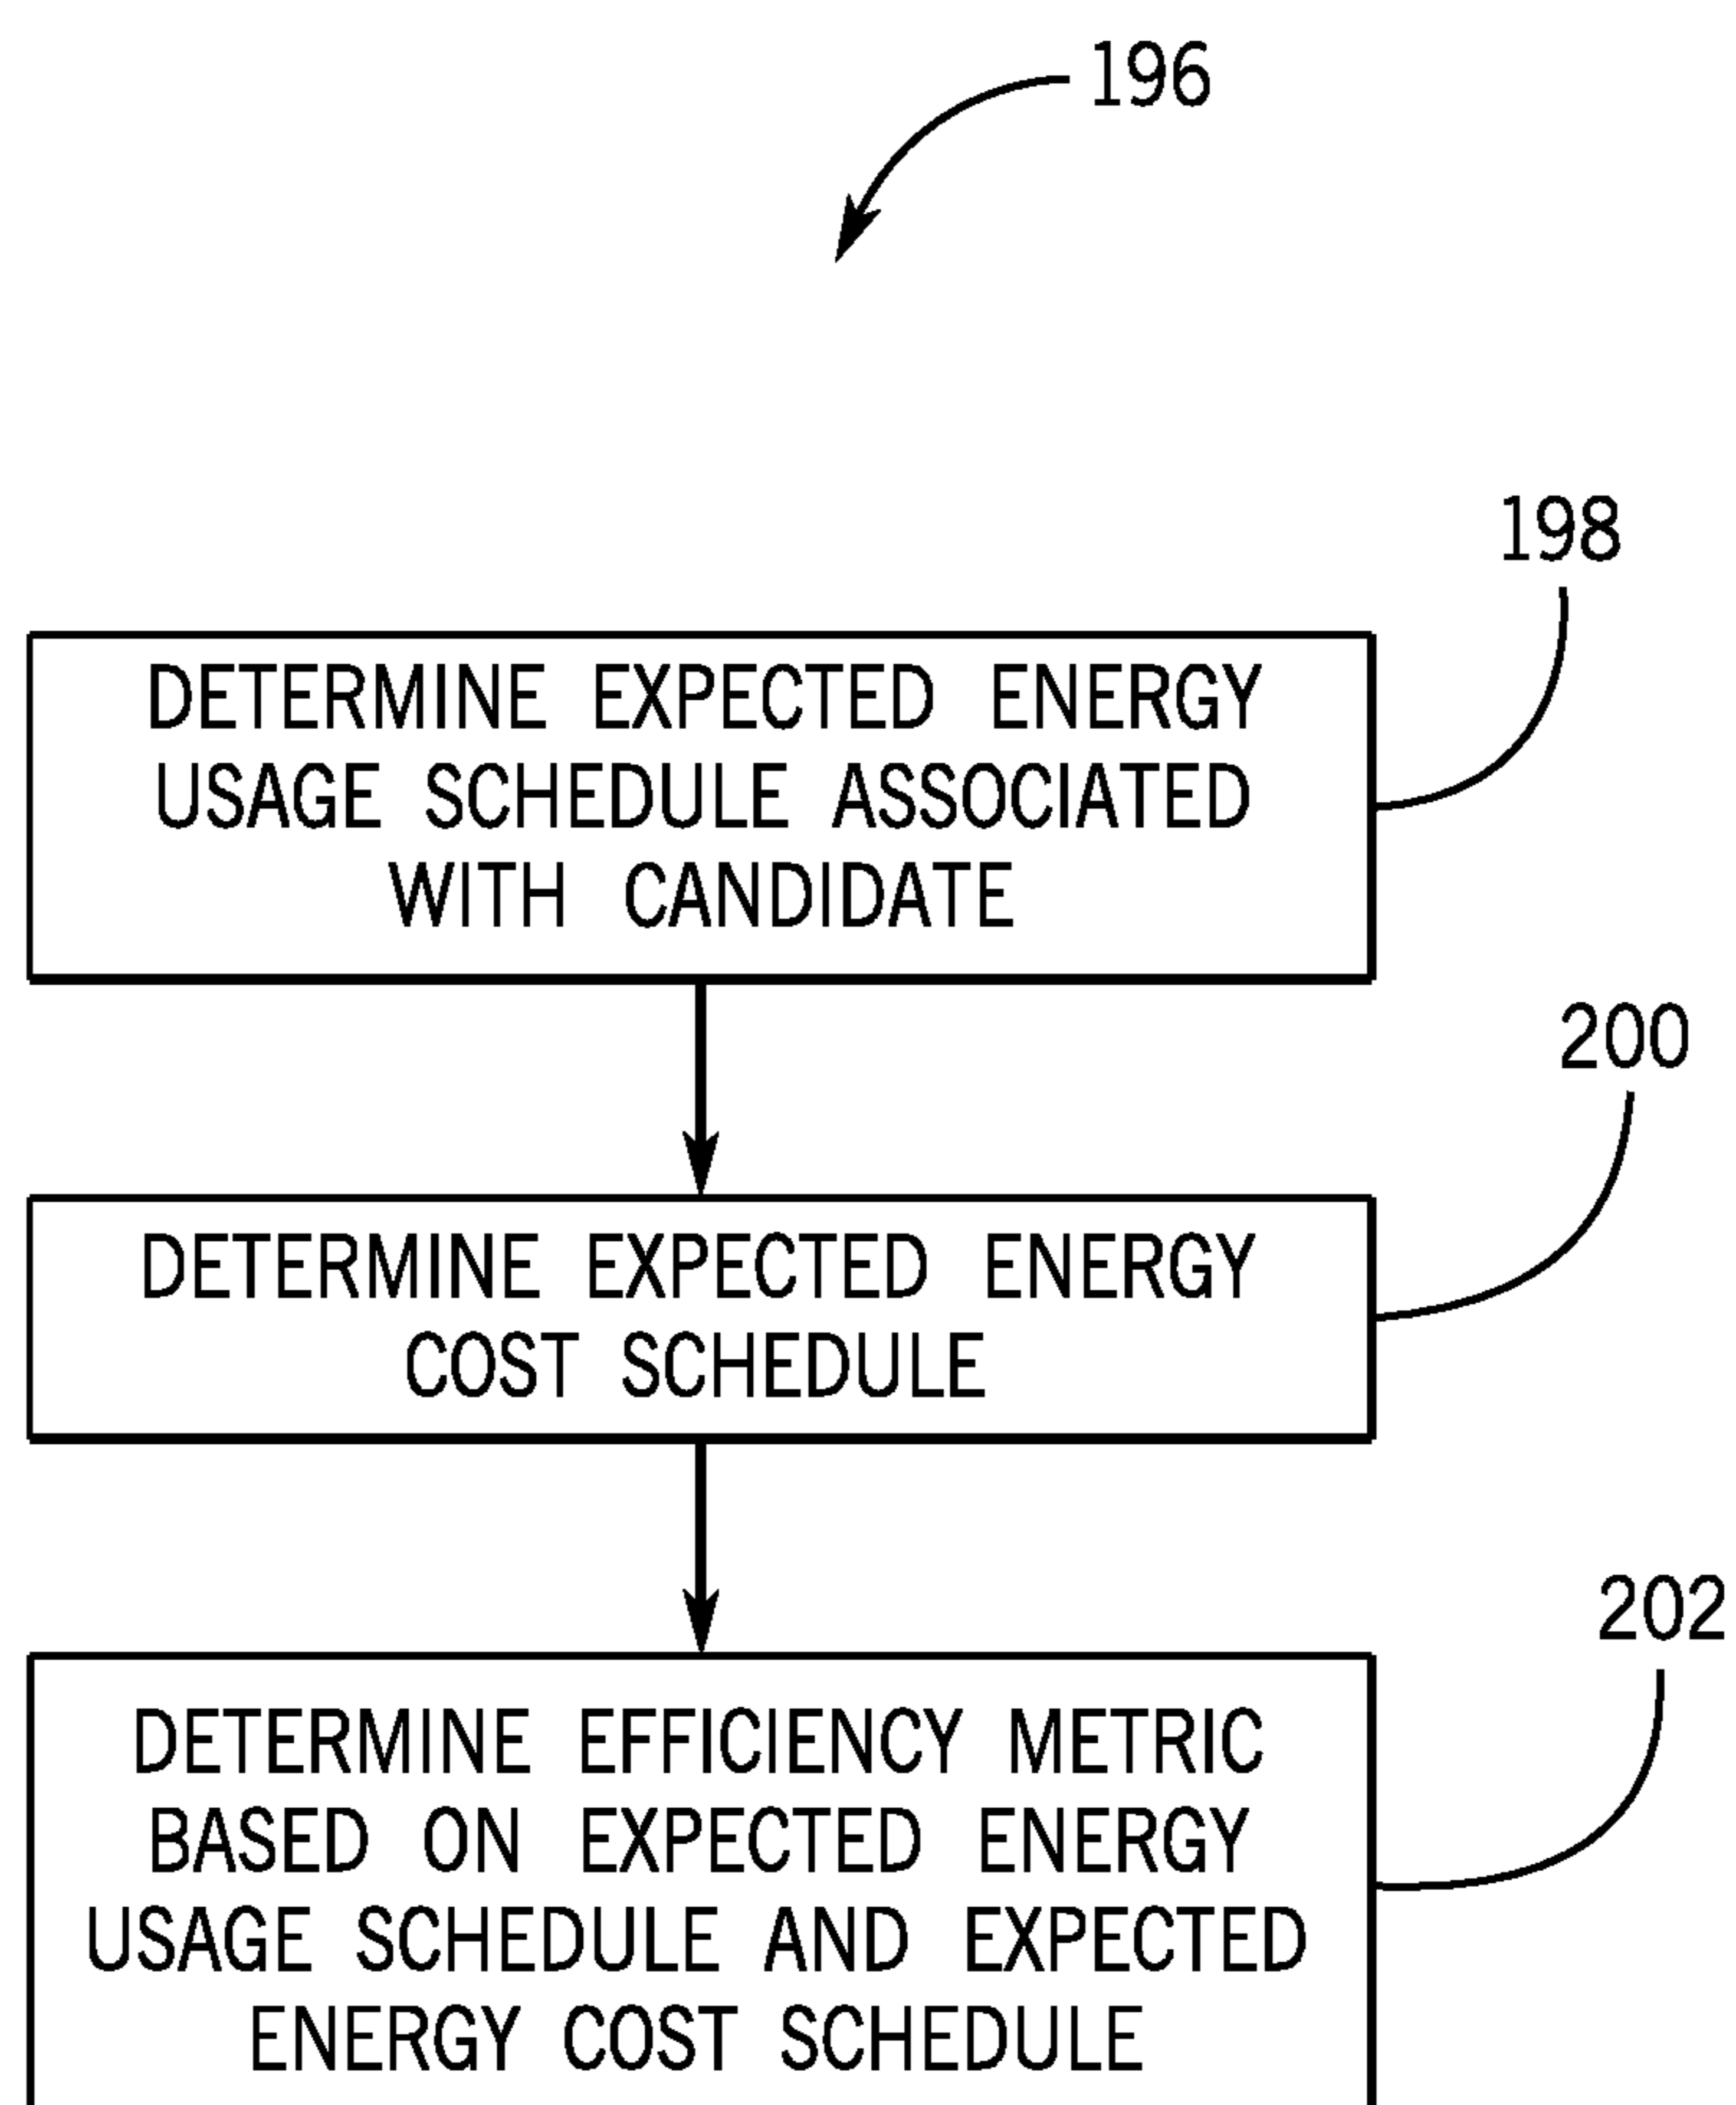 196
198
DETERMINE EXPECTED ENERGY
USAGE SCHEDULE ASSOCIATED
WITH CANDIDATE
200
DETERMINE EXPECTED ENERGY
COST SCHEDULE
202
DETERMINE EFFICIENCY METRIC
BASED ON EXPECTED ENERGY
USAGE SCHEDULE AND EXPECTED
ENERGY COST SCHEDULE